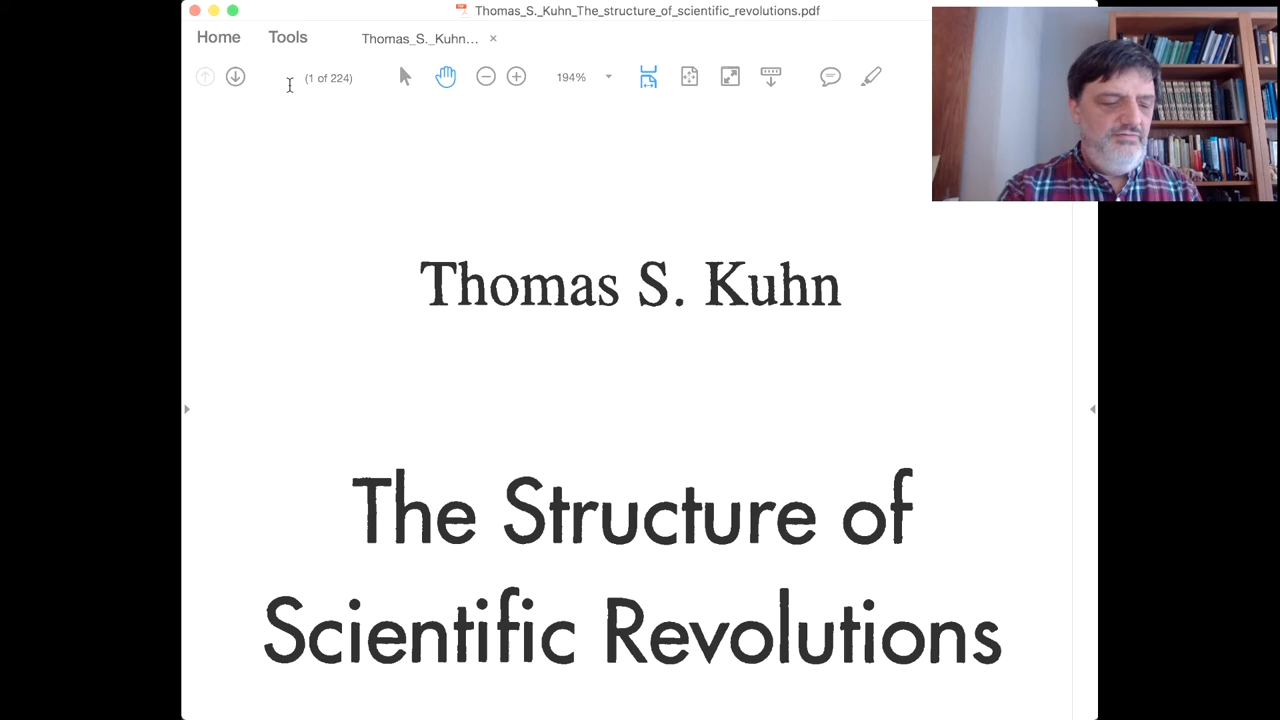 Thomas_S._Kuhn_The_structure_of_scientific_revolutions.pdf
Home Tools Thomas_S._Kuhn... ×
(1 of 224) 194%
Thomas S. Kuhn
The Structure of
Scientific Revolutions